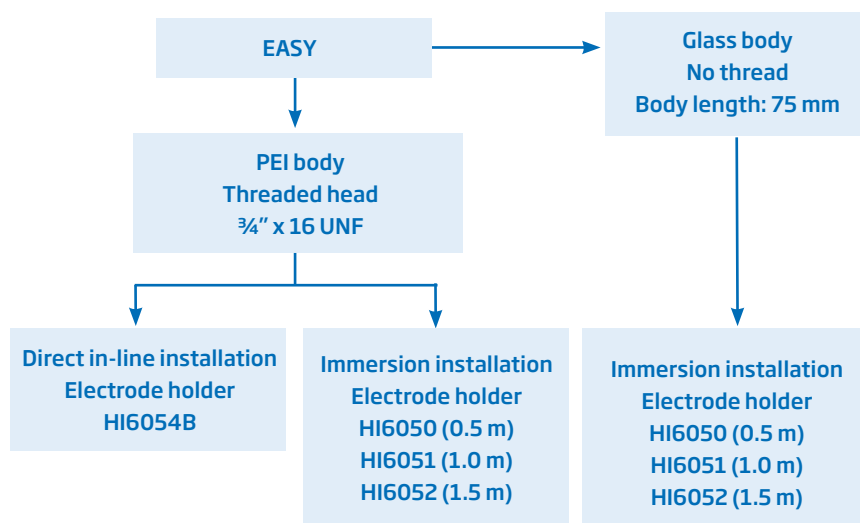 EASY
Glass body
No thread
Body length: 75 mm
PEI body
Threaded head
¾” x 16 UNF
Direct in-line installation
Electrode holder
HI6054B
Immersion installation
Electrode holder
HI6050 (0.5 m)
HI6051 (1.0 m)
HI6052 (1.5 m)
Immersion installation
Electrode holder
HI6050 (0.5 m)
HI6051 (1.0 m)
HI6052 (1.5 m)